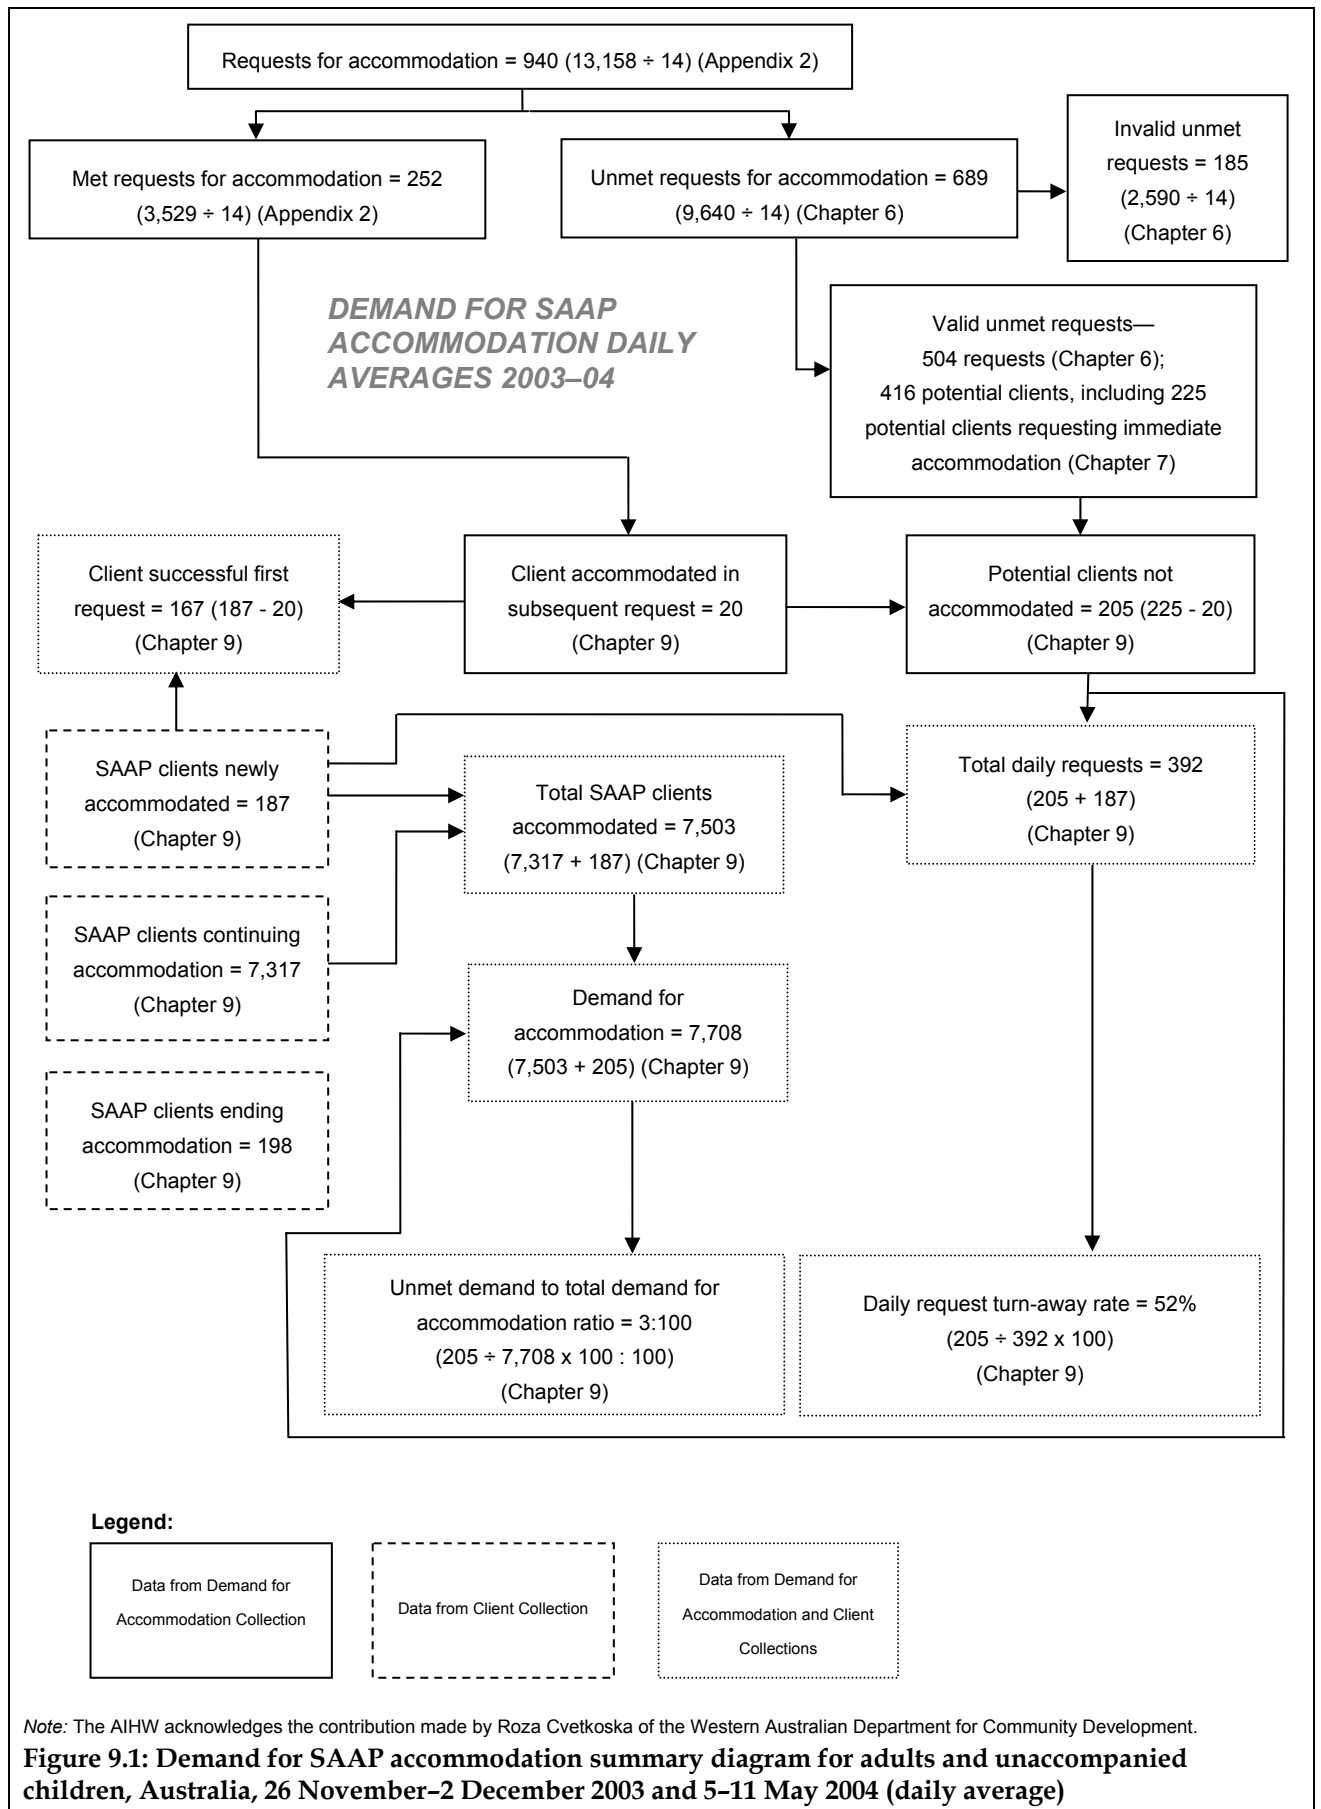 Requests for accommodation = 940 (13,158 ÷ 14) (Appendix 2)
Met requests for accommodation = 252
(3,529 ÷ 14) (Appendix 2)
Unmet requests for accommodation = 689
(9,640 ÷ 14) (Chapter 6)
Invalid unmet
requests = 185
(2,590 ÷ 14)
(Chapter 6)
DEMAND FOR SAAP
ACCOMMODATION DAILY
AVERAGES 2003–04
Valid unmet requests—
504 requests (Chapter 6);
416 potential clients, including 225
potential clients requesting immediate
accommodation (Chapter 7)
Client successful first
request = 167 (187 - 20)
(Chapter 9)
Client accommodated in
subsequent request = 20
(Chapter 9)
Potential clients not
accommodated = 205 (225 - 20)
(Chapter 9)
SAAP clients newly
accommodated = 187
(Chapter 9)
Total SAAP clients
accommodated = 7,503
(7,317 + 187) (Chapter 9)
Total daily requests = 392
(205 + 187)
(Chapter 9)
SAAP clients continuing
accommodation = 7,317
(Chapter 9)
Demand for
accommodation = 7,708
(7,503 + 205) (Chapter 9)
SAAP clients ending
accommodation = 198
(Chapter 9)
Unmet demand to total demand for
accommodation ratio = 3:100
(205 ÷ 7,708 x 100 : 100)
(Chapter 9)
Daily request turn-away rate = 52%
(205 ÷ 392 x 100)
(Chapter 9)
Legend:
Data from Demand for
Accommodation Collection
Data from Client Collection
Data from Demand for
Accommodation and Client
Collections
Note: The AIHW acknowledges the contribution made by Roza Cvetkoska of the Western Australian Department for Community Development.
Figure 9.1: Demand for SAAP accommodation summary diagram for adults and unaccompanied
children, Australia, 26 November–2 December 2003 and 5–11 May 2004 (daily average)